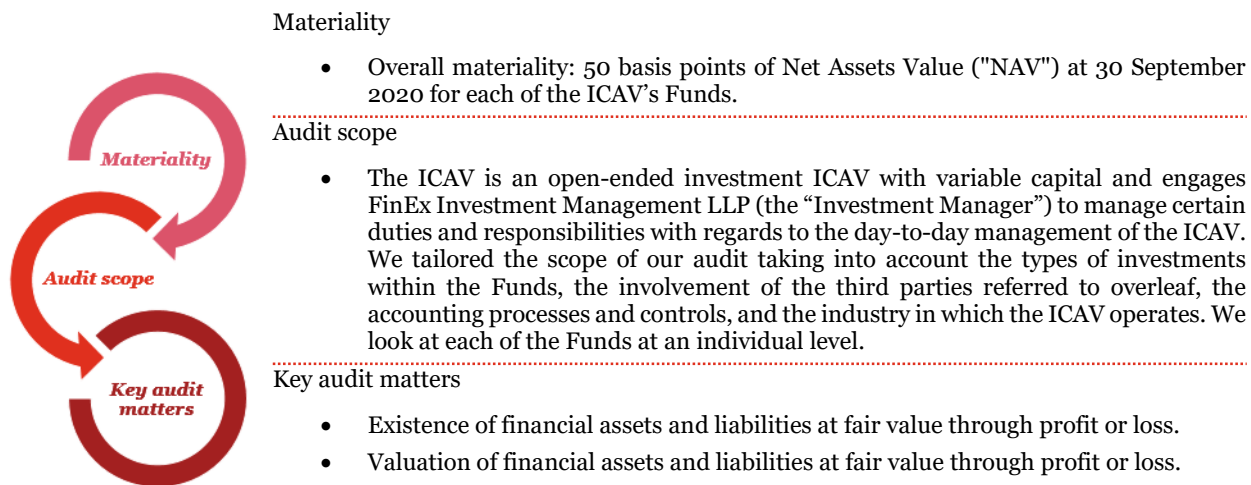 Materiality
• Overall materiality: 50 basis points of Net Assets Value ("NAV") at 30 September
2020 for each of the ICAV's Funds.
Materiality
Audit scope
• The ICAV is an open-ended investment ICAV with variable capital and engages
FinEx Investment Management LLP (the “Investment Manager”) to manage certain
duties and responsibilities with regards to the day-to-day management of the ICAV.
We tailored the scope of our audit taking into account the types of investments
within the Funds, the involvement of the third parties referred to overleaf, the
accounting processes and controls, and the industry in which the ICAV operates. We
look at each of the Funds at an individual level.
Audit scope
Key audit matters
• Existence of financial assets and liabilities at fair value through profit or loss.
• Valuation of financial assets and liabilities at fair value through profit or loss.
Key audit
matters